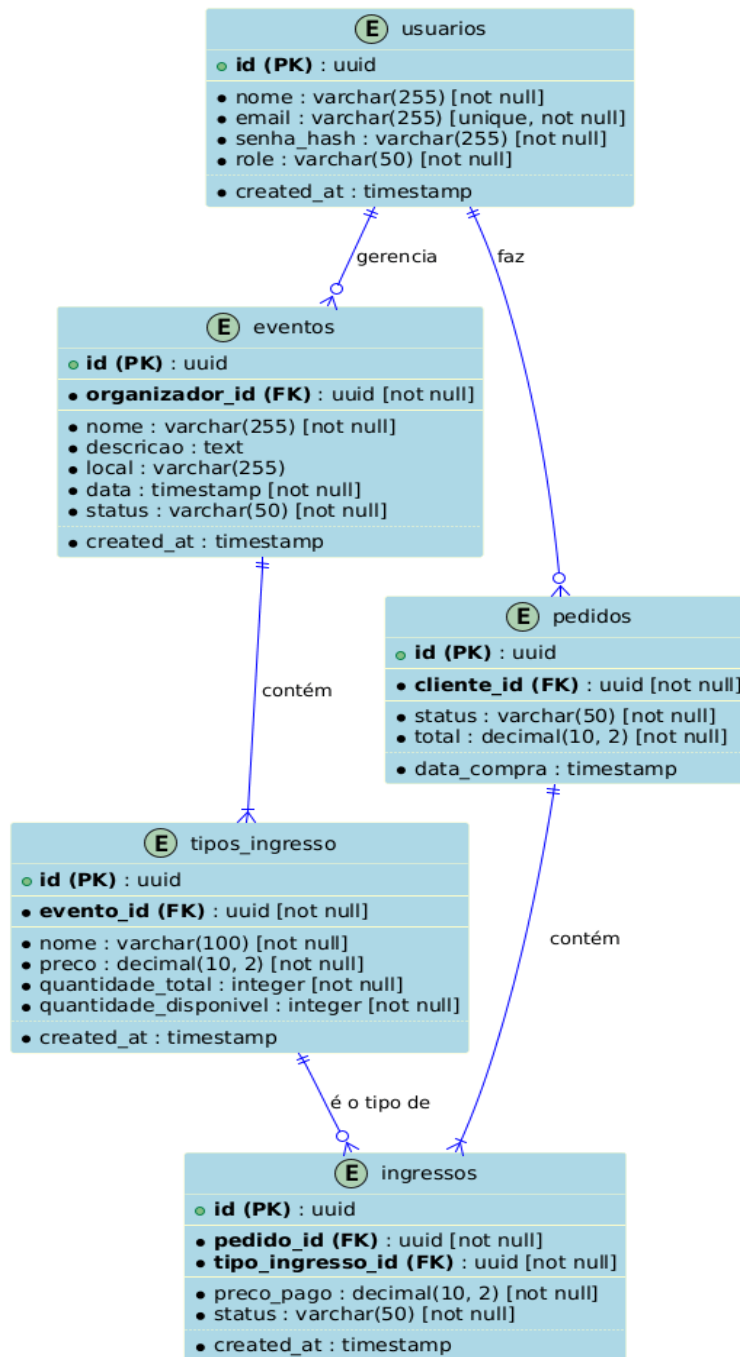 E usuarios
id (PK) : uuid
nome : varchar(255) [not null]
email : varchar(255) [unique, not null]
senha_hash : varchar(255) [not null]
role : varchar(50) [not null]
created_at : timestamp
gerencia
faz
E eventos
id (PK) : uuid
organizador_id (FK) : uuid [not null]
nome : varchar(255) [not null]
descricao : text
local : varchar(255)
data : timestamp [not null]
status : varchar(50) [not null]
created_at : timestamp
E pedidos
id (PK) : uuid
cliente_id (FK) : uuid [not null]
status : varchar(50) [not null]
total : decimal(10, 2) [not null]
data_compra : timestamp
contém
E tipos_ingresso
id (PK) : uuid
evento_id (FK) : uuid [not null]
nome : varchar(100) [not null]
preco : decimal(10, 2) [not null]
quantidade_total : integer [not null]
quantidade_disponivel : integer [not null]
created_at : timestamp
contém
é o tipo de
E ingressos
id (PK) : uuid
pedido_id (FK) : uuid [not null]
tipo_ingresso_id (FK) : uuid [not null]
preco_pago : decimal(10, 2) [not null]
status : varchar(50) [not null]
created_at : timestamp